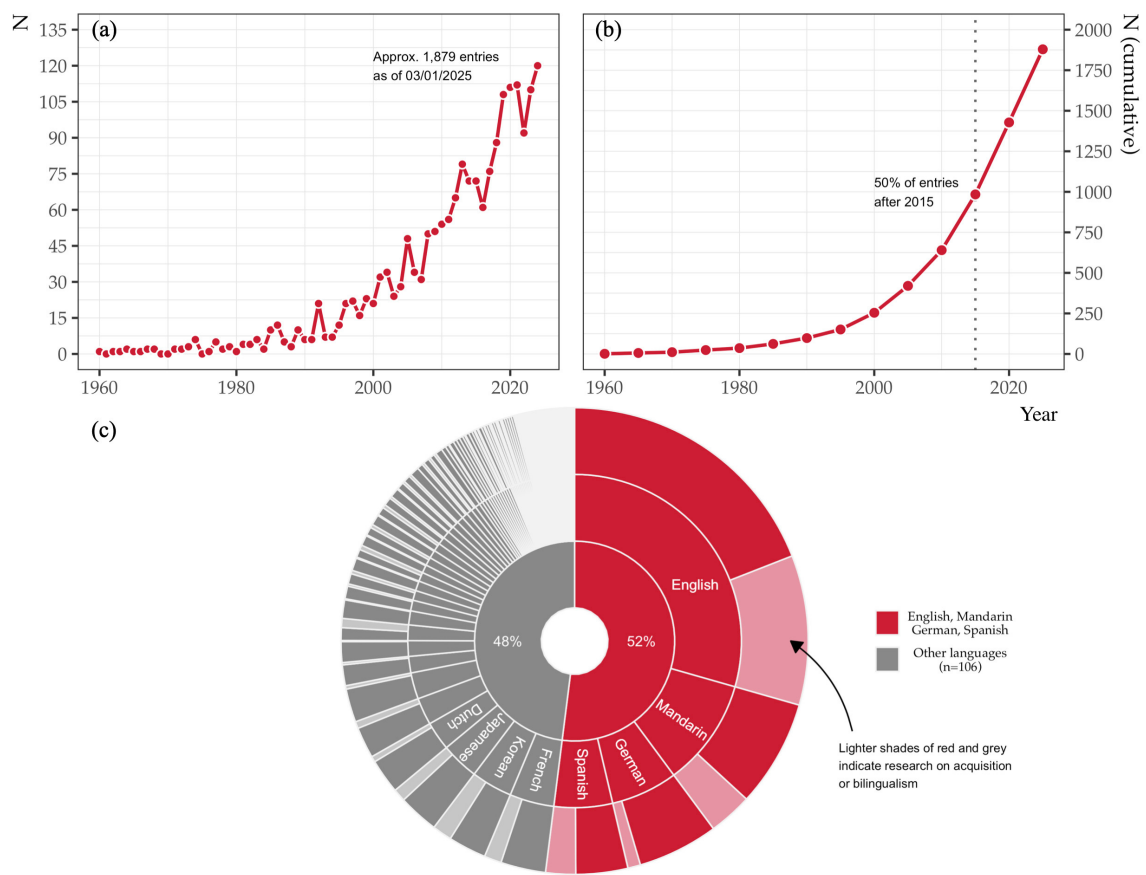 N
(a)
135
120
105
90
75
60
45
30
15
0
Approx. 1,879 entries
as of 03/01/2025
1960
1980
2000
2020
(b)
N (cumulative)
2000
1750
1500
1250
1000
750
500
250
0
50% of entries
after 2015
1960
1980
2000
2020
Year
(c)
English
48%
52%
Mandarin
German
Spanish
French
Korean
Japanese
Dutch
English, Mandarin
German, Spanish
Other languages
(n=106)
Lighter shades of red and grey
indicate research on acquisition
or bilingualism